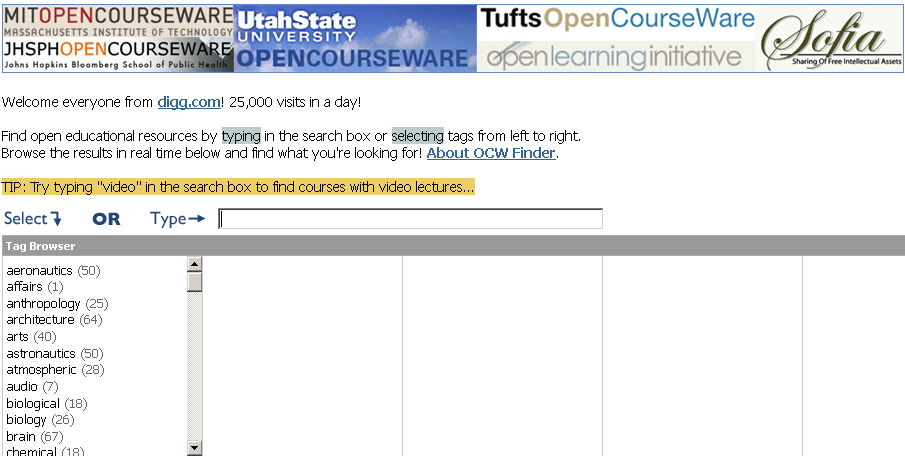 MITOPENCOURSEWARE
MASSACHUSETTS INSTITUTE OF TECHNOLOGY
JHSPHOPENCOURSEWARE
Johns Hopkins Bloomberg School of Public Health
UtahState
UNIVERSITY
OPENCOURSEWARE
TuftsOpenCourseWare
openlearninginitiative
Sofia
Sharing Of Free Intellectual Assets
Welcome everyone from digg.com! 25,000 visits in a day!
Find open educational resources by typing in the search box or selecting tags from left to right.
Browse the results in real time below and find what you're looking for! About OCW Finder.
TIP: Try typing "video" in the search box to find courses with video lectures...
Select OR Type
Tag Browser
aeronautics (50)
affairs (1)
anthropology (25)
architecture (64)
arts (40)
astronautics (50)
atmospheric (28)
audio (7)
biological (18)
biology (26)
brain (67)
chemical (18)